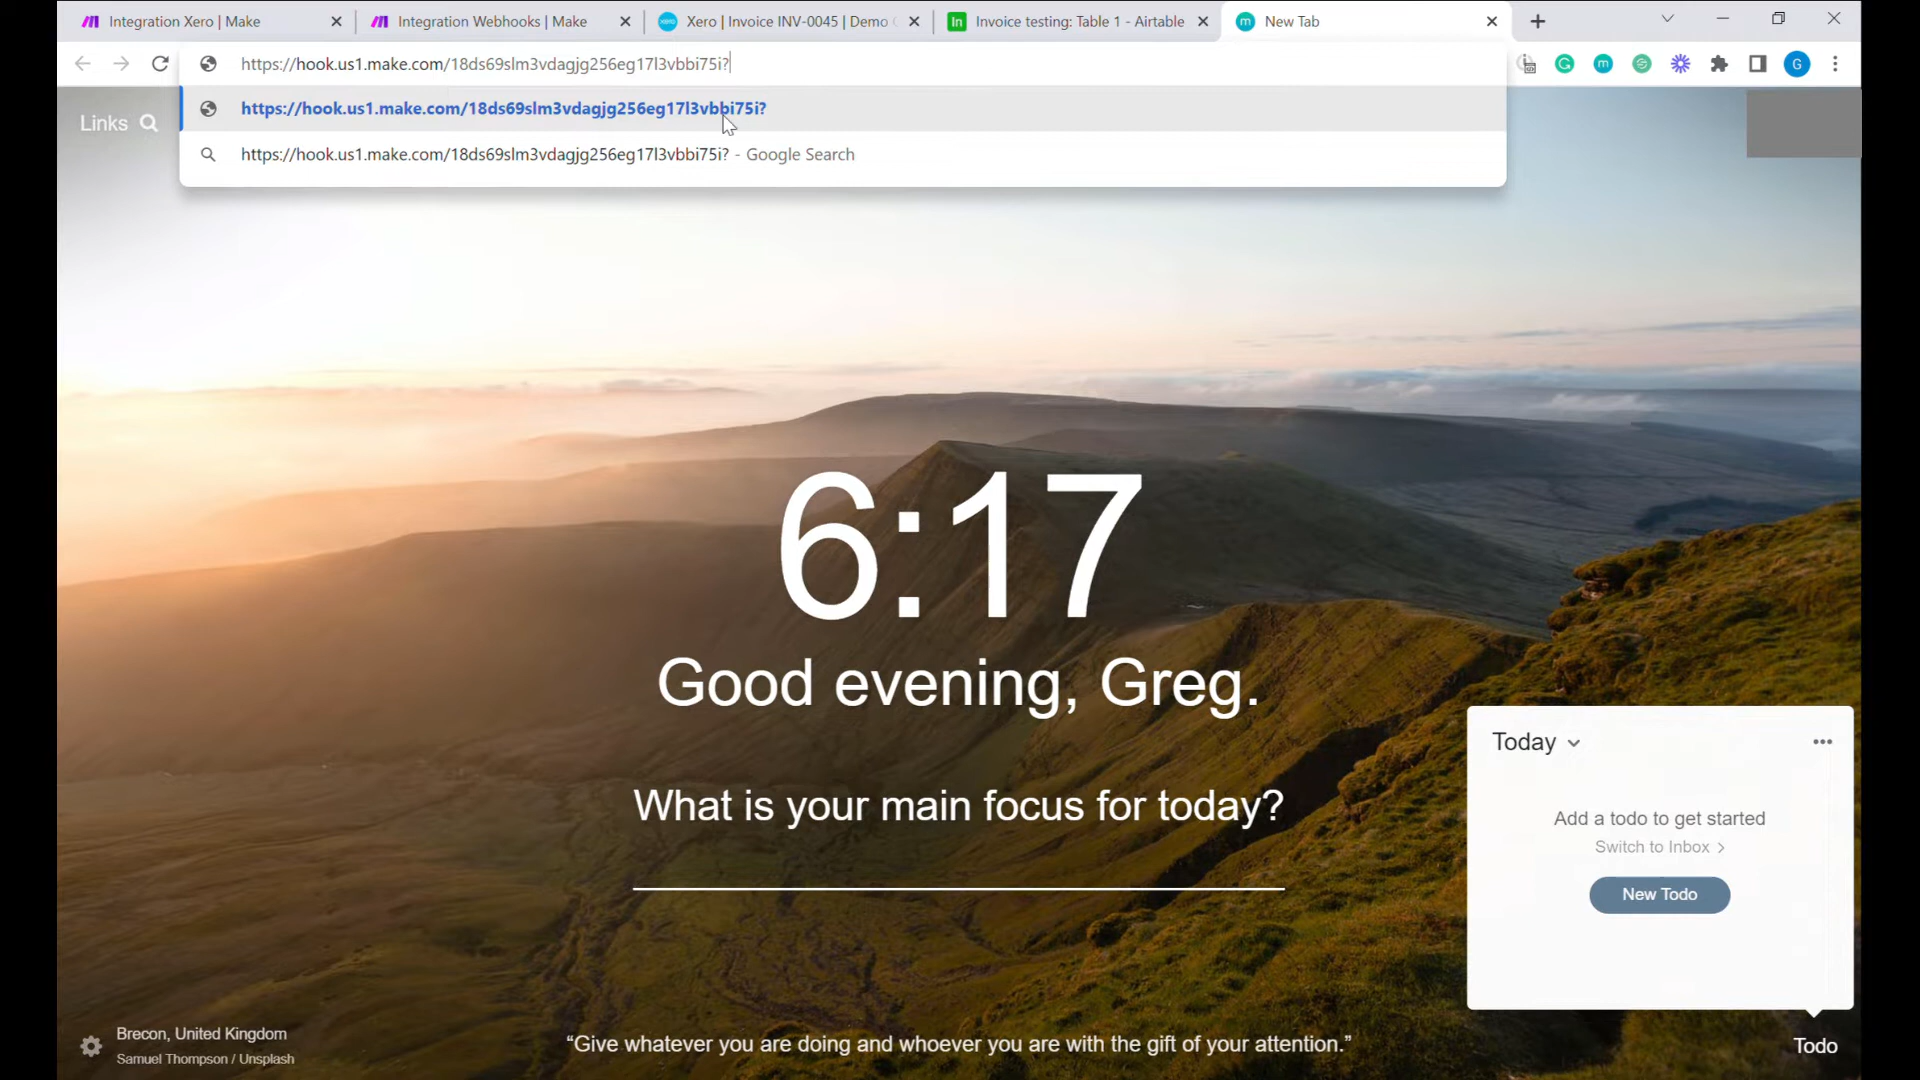 Integration Xero | Make
Integration Webhooks | Make
xero
Xero | Invoice INV-0045 | Demo
In
Invoice testing: Table 1 - Airtable
m
New Tab
https://hook.us1.make.com/18ds69slm3vdagjg256eg17l3vbbi75i?
G
m
G
https://hook.us1.make.com/18ds69slm3vdagjg256eg17l3vbbi75i?
https://hook.us1.make.com/18ds69slm3vdagjg256eg17l3vbbi75i? - Google Search
Links
6:17
Good evening, Greg.
What is your main focus for today?
Today
Add a todo to get started
Switch to Inbox >
New Todo
Brecon, United Kingdom
Samuel Thompson / Unsplash
“Give whatever you are doing and whoever you are with the gift of your attention.”
Todo